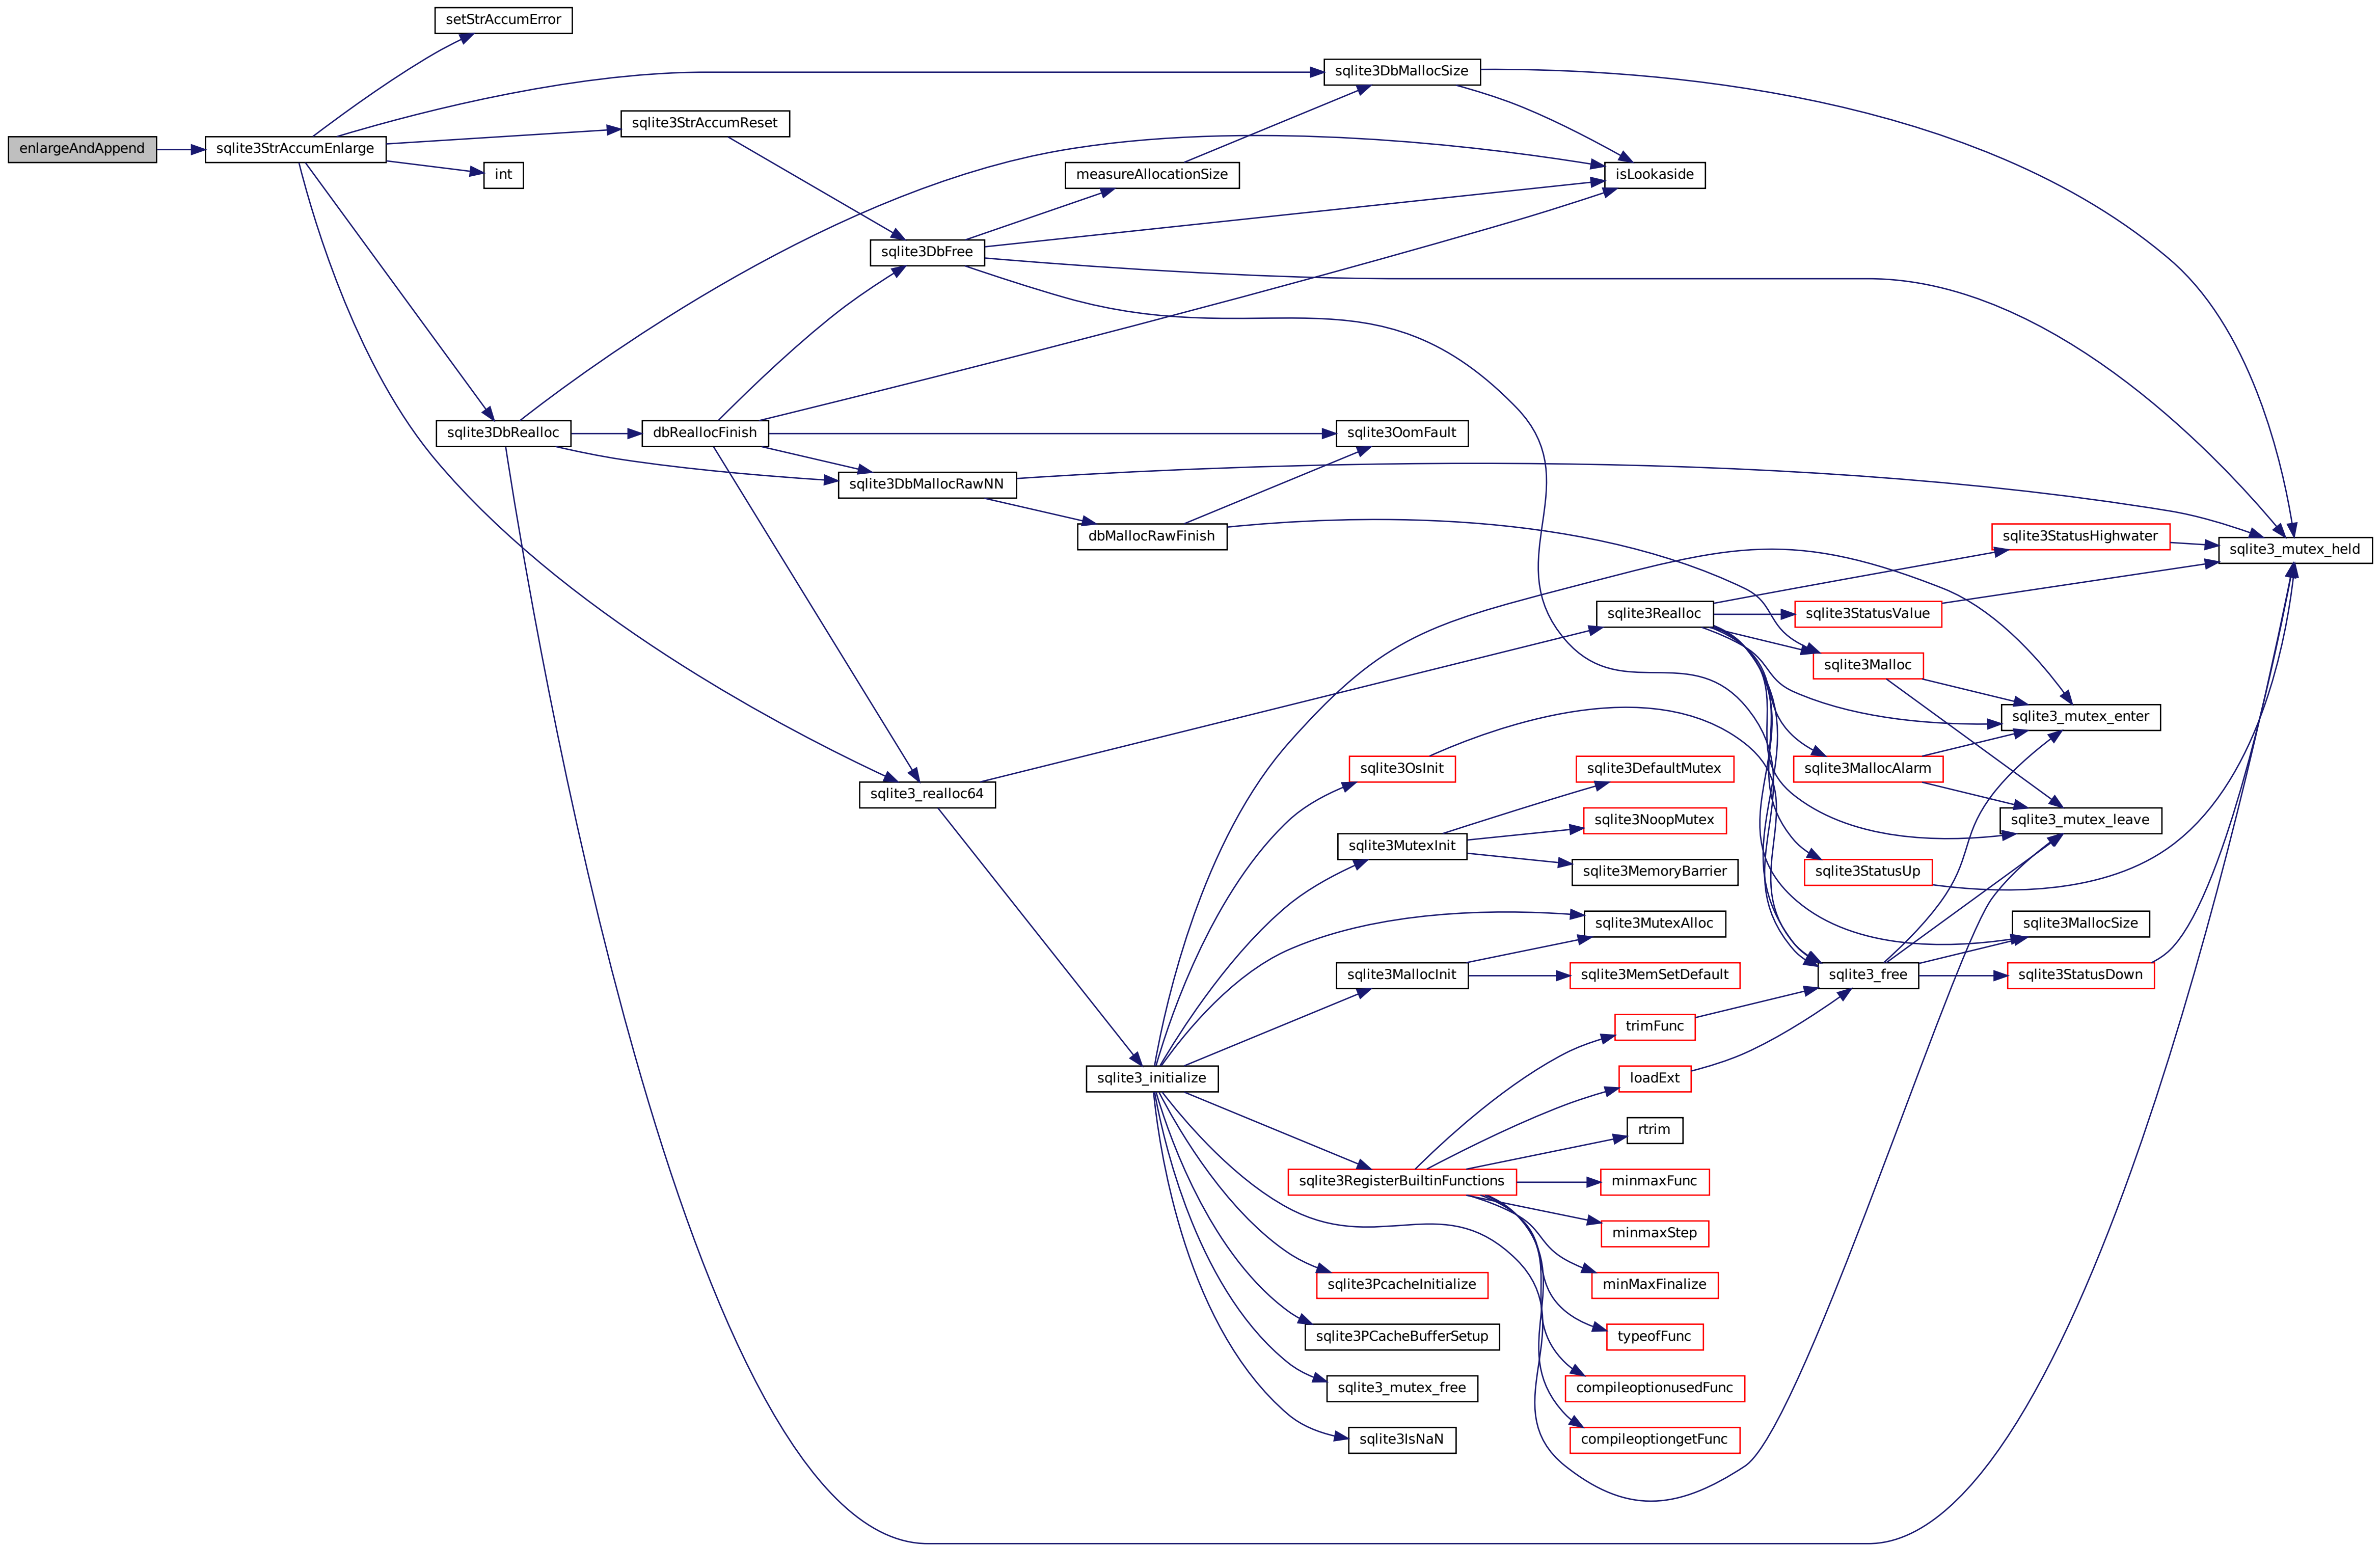 setStrAccumError
sqlite3DbMallocSize
sqlite3StrAccumReset
enlargeAndAppend
sqlite3StrAccumEnlarge
int
measureAllocationSize
isLookaside
sqlite3DbFree
sqlite3DbRealloc
dbReallocFinish
sqlite3OomFault
sqlite3DbMallocRawNN
dbMallocRawFinish
sqlite3StatusHighwater
sqlite3_mutex_held
sqlite3Realloc
sqlite3StatusValue
sqlite3Malloc
sqlite3_mutex_enter
sqlite3OsInit
sqlite3DefaultMutex
sqlite3MallocAlarm
sqlite3_realloc64
sqlite3NoopMutex
sqlite3_mutex_leave
sqlite3MutexInit
sqlite3MemoryBarrier
sqlite3StatusUp
sqlite3MutexAlloc
sqlite3MallocSize
sqlite3MallocInit
sqlite3MemSetDefault
sqlite3_free
sqlite3StatusDown
trimFunc
sqlite3_initialize
loadExt
rtrim
sqlite3RegisterBuiltinFunctions
minmaxFunc
minmaxStep
sqlite3PcacheInitialize
minMaxFinalize
sqlite3PCacheBufferSetup
typeofFunc
sqlite3_mutex_free
compileoptionusedFunc
sqlite3IsNaN
compileoptiongetFunc